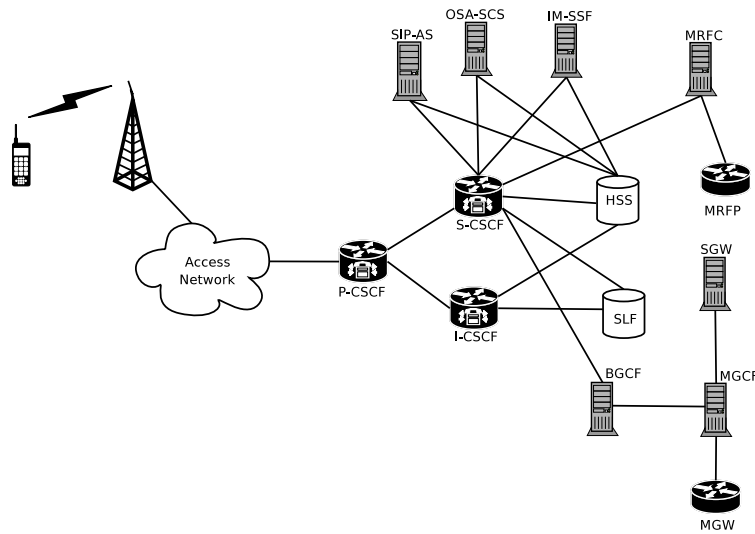 OSA-SCS
IM-SSF
SIP-AS
MRFC
HSS
MRFP
S-CSCF
SGW
Access
Network
P-CSCF
SLF
I-CSCF
BGCF
MGCF
MGW